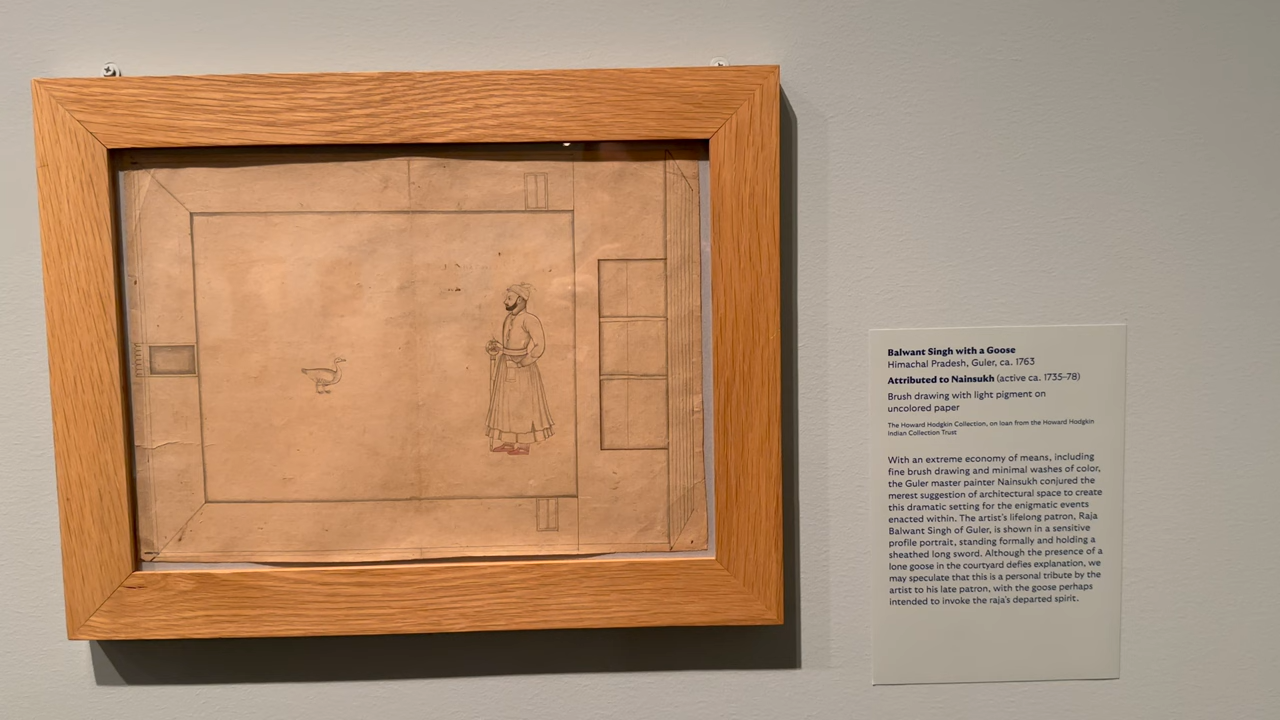 Balwant Singh with a Goose
Himachal Pradesh, Guler, ca. 1763
Attributed to Nainsukh (active ca. 1735–78)
Brush drawing with light pigment on
uncolored paper
The Howard Hodgkin Collection, on loan from the Howard Hodgkin
Indian Collection Trust
With an extreme economy of means, including
fine brush drawing and minimal washes of color,
the Guler master painter Nainsukh conjured the
merest suggestion of architectural space to create
this dramatic setting for the enigmatic events
enacted within. The artist's lifelong patron, Raja
Balwant Singh of Guler, is shown in a sensitive
profile portrait, standing formally and holding a
sheathed long sword. Although the presence of a
lone goose in the courtyard defies explanation, we
may speculate that this is a personal tribute by the
artist to his late patron, with the goose perhaps
intended to invoke the raja's departed spirit.